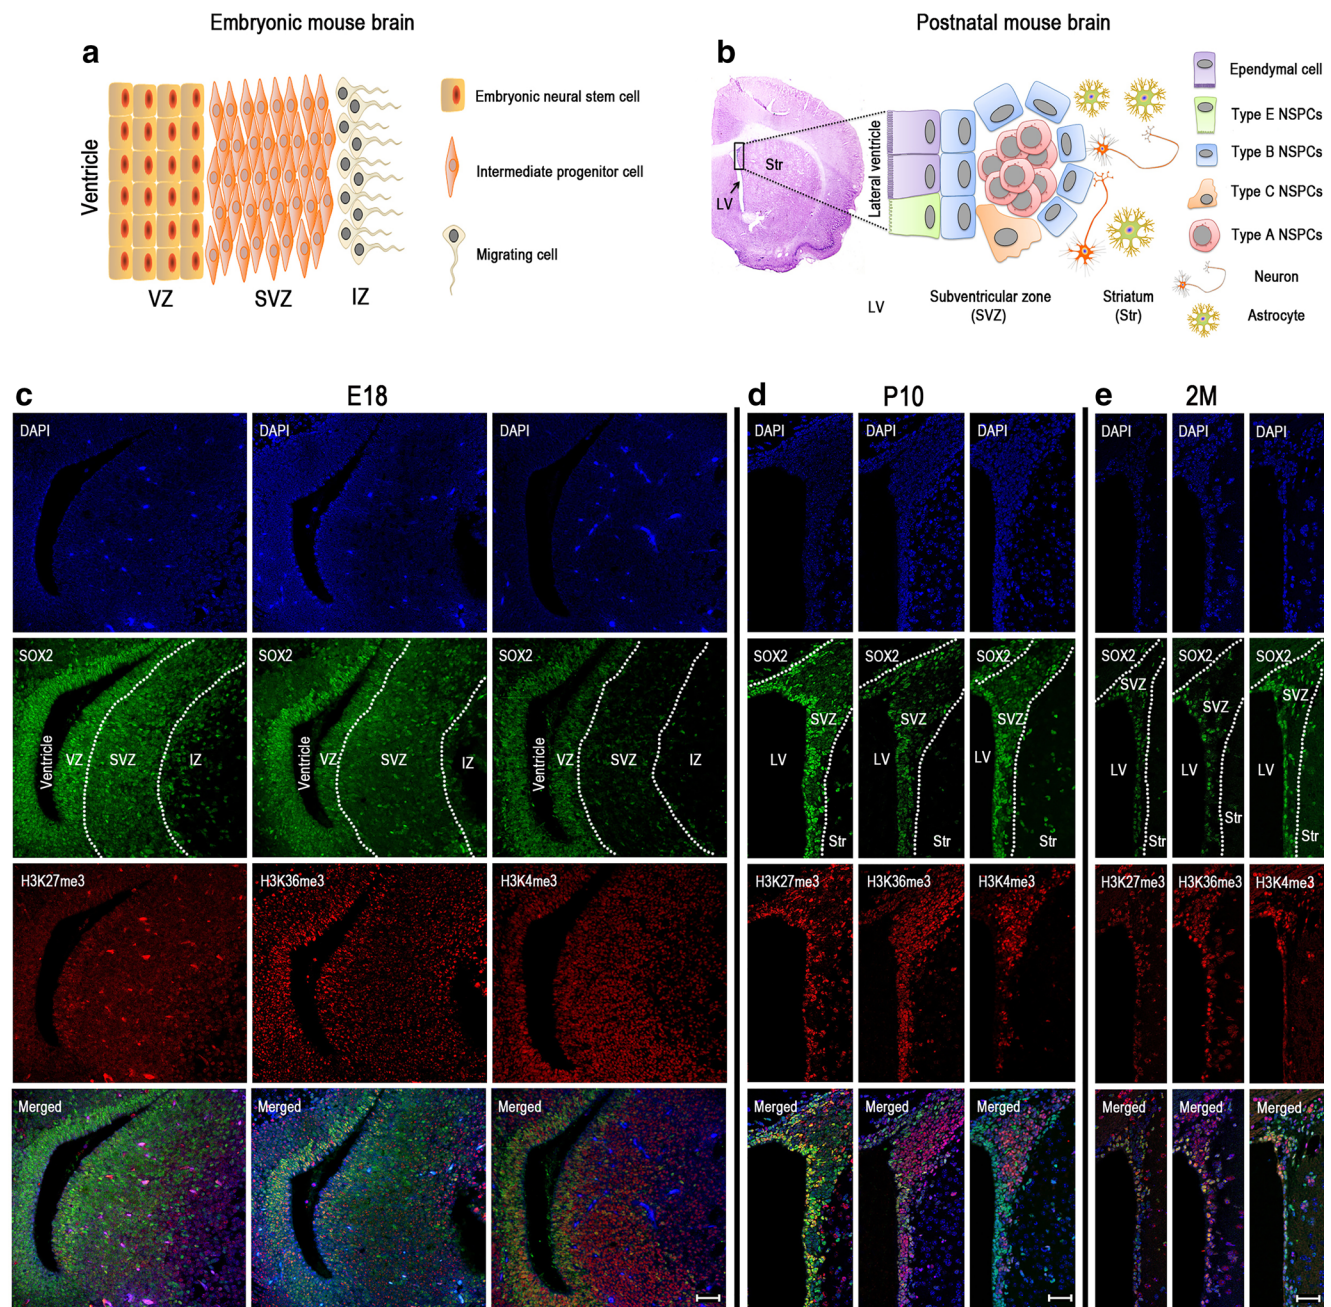 Embryonic mouse brain
Postnatal mouse brain
a
Ventricle
VZ
SVZ
IZ
Embryonic neural stem cell
Intermediate progenitor cell
Migrating cell
b
Str
LV
Lateral ventricle
LV
Subventricular zone
(SVZ)
Striatum
(Str)
Ependymal cell
Type E NSPCs
Type B NSPCs
Type C NSPCs
Type A NSPCs
Neuron
Astrocyte
c
E18
DAPI
DAPI
DAPI
SOX2
Ventricle
VZ
SVZ
IZ
SOX2
Ventricle
VZ
SVZ
IZ
SOX2
Ventricle
VZ
SVZ
IZ
H3K27me3
H3K36me3
H3K4me3
Merged
Merged
Merged
d
P10
DAPI
DAPI
DAPI
SOX2
SVZ
LV
Str
SOX2
SVZ
LV
Str
SOX2
SVZ
LV
Str
H3K27me3
H3K36me3
H3K4me3
Merged
Merged
Merged
e
2M
DAPI
DAPI
DAPI
SOX2
SVZ
LV
Str
SOX2
SVZ
LV
Str
SOX2
SVZ
LV
Str
H3K27me3
H3K36me3
H3K4me3
Merged
Merged
Merged